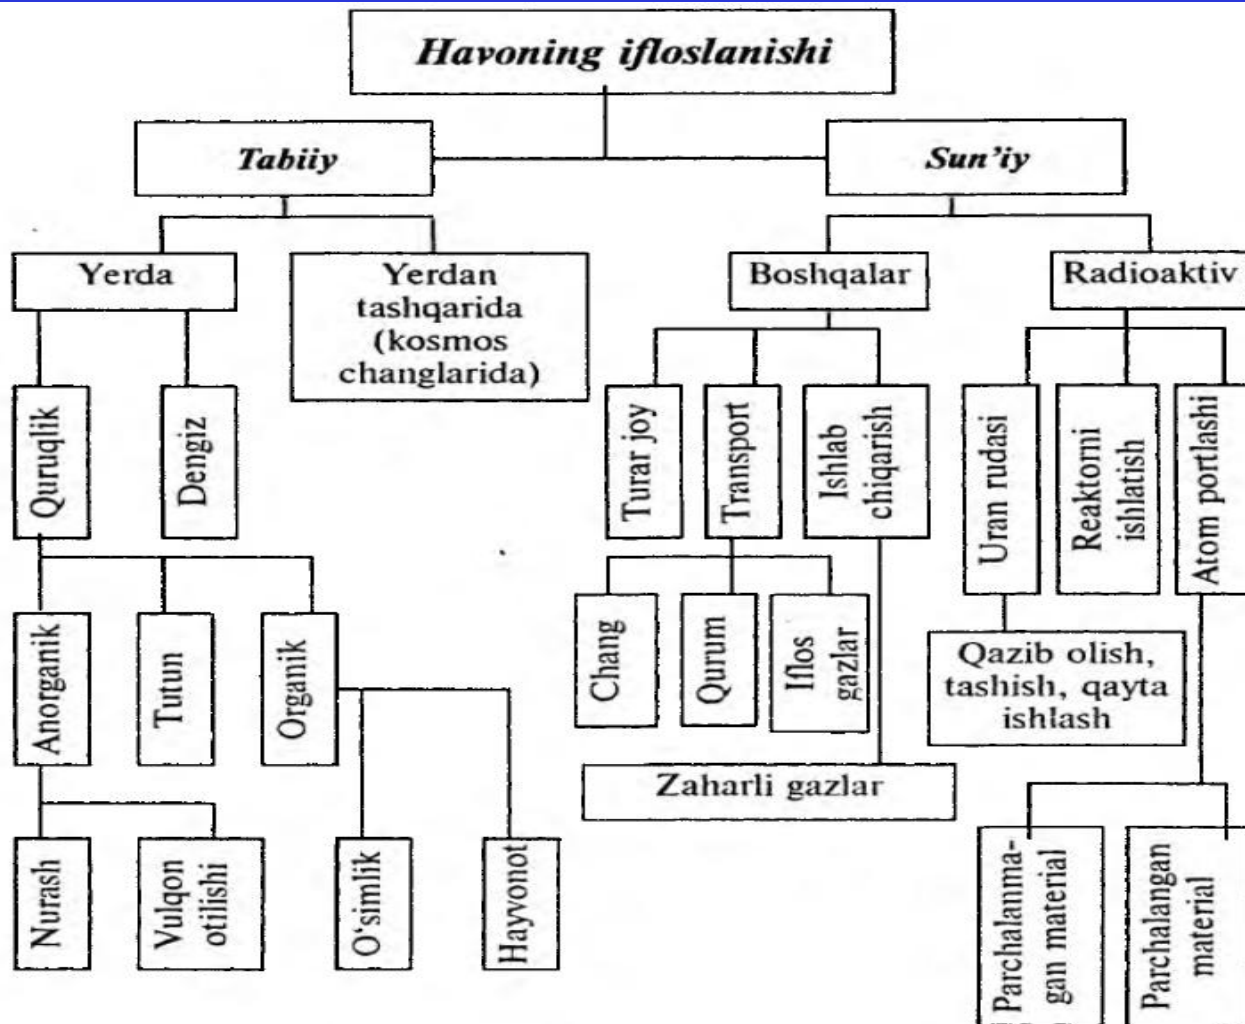 Havoning ifloslanishi
Tabiiy
Sun’iy
Yerda
Yerdan
tashqarida
(kosmos
changlarida)
Boshqalar
Radioaktiv
Quruqlik
Dengiz
Turar joy
Transport
Ishlab
chiqarish
Uran rudasi
Reaktorni
ishlatish
Atom portlashi
Anorganik
Tutun
Organik
Chang
Qurum
Iflos
gazlar
Qazib olish,
tashish, qayta
ishlash
Zaharli gazlar
Nurash
Vulqon
otilishi
O‘simlik
Hayvonot
Parchalanma-
gan material
Parchalangan
material